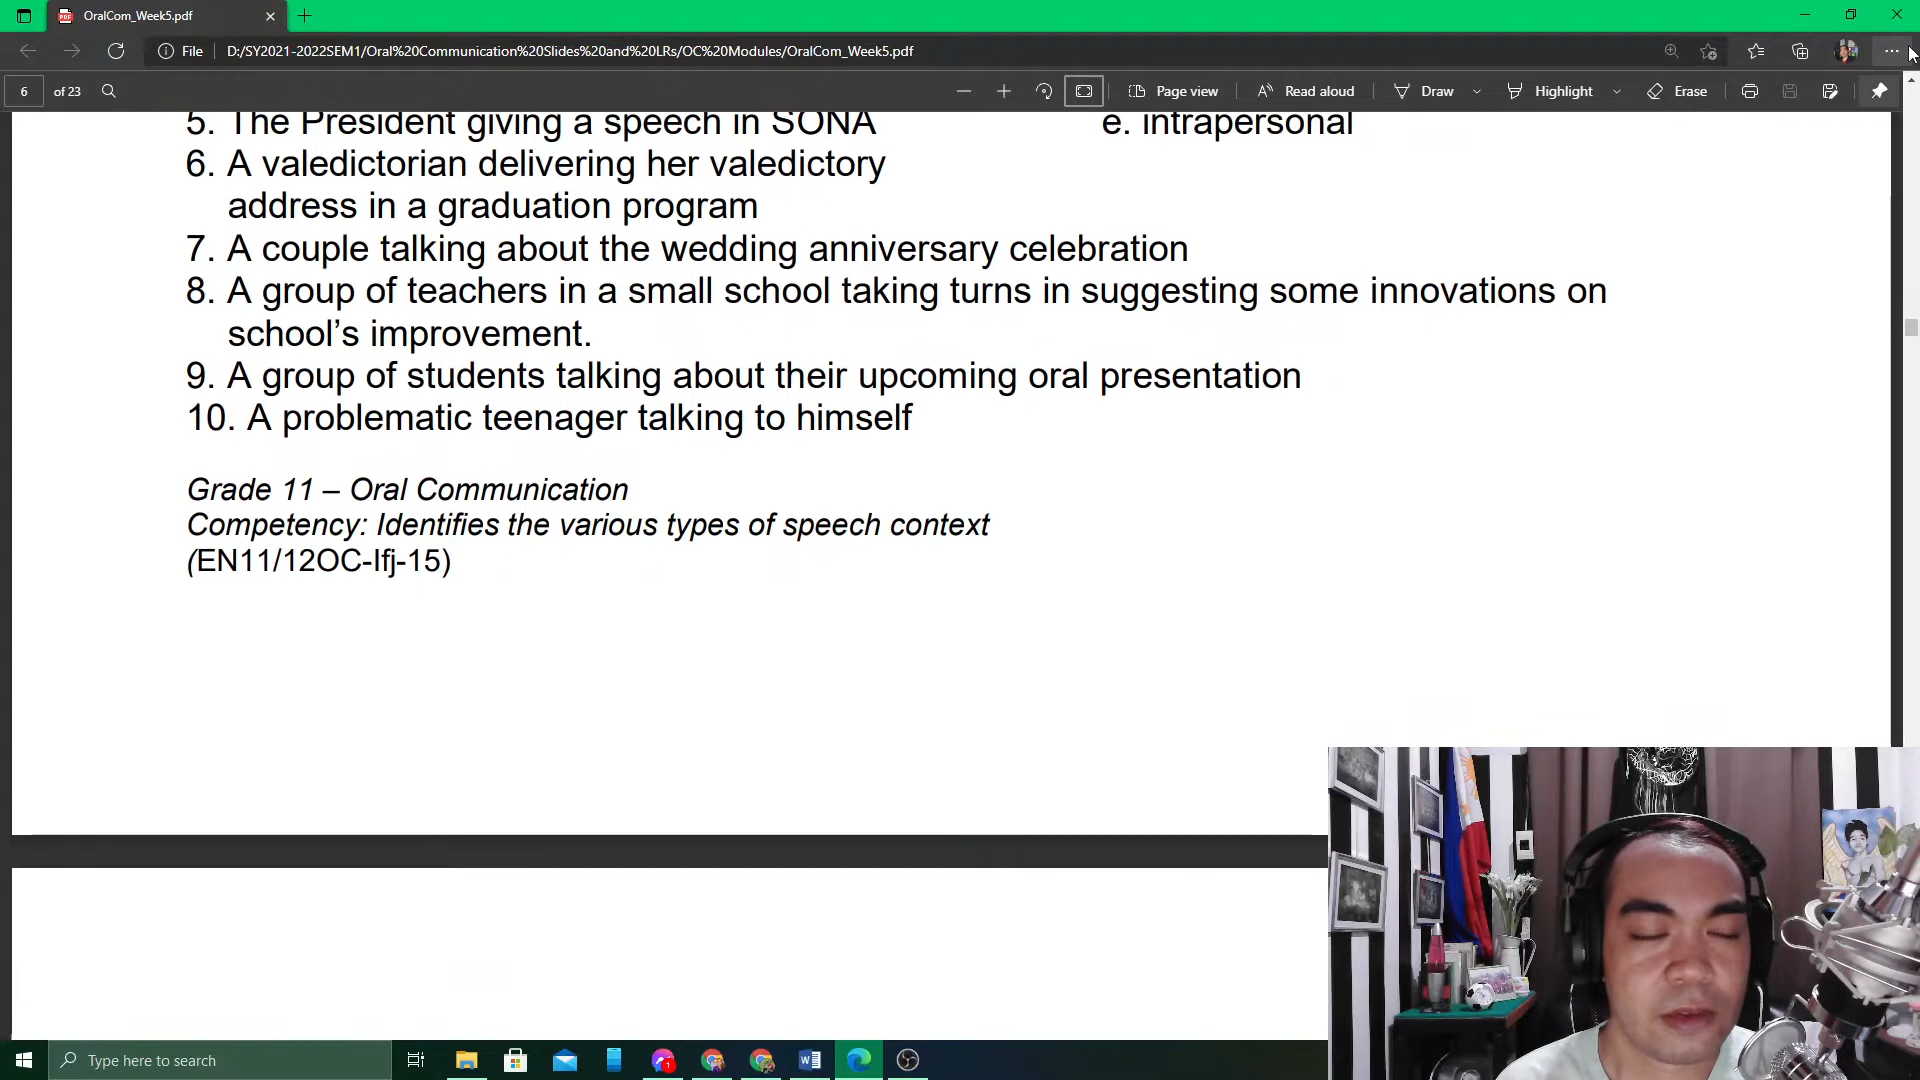 OralCom_Week5.pdf
File
D:/SY2021-2022SEM1/Oral%20Communication%20Slides%20and%20LRs/OC%20Modules/OralCom_Week5.pdf
6 of 23
Page view
Read aloud
Draw
Highlight
Erase
5. The President giving a speech in SONA e. intrapersonal
6. A valedictorian delivering her valedictory
address in a graduation program
7. A couple talking about the wedding anniversary celebration
8. A group of teachers in a small school taking turns in suggesting some innovations on
school’s improvement.
9. A group of students talking about their upcoming oral presentation
10. A problematic teenager talking to himself
Grade 11 – Oral Communication
Competency: Identifies the various types of speech context
(EN11/12OC-Ifj-15)
Type here to search